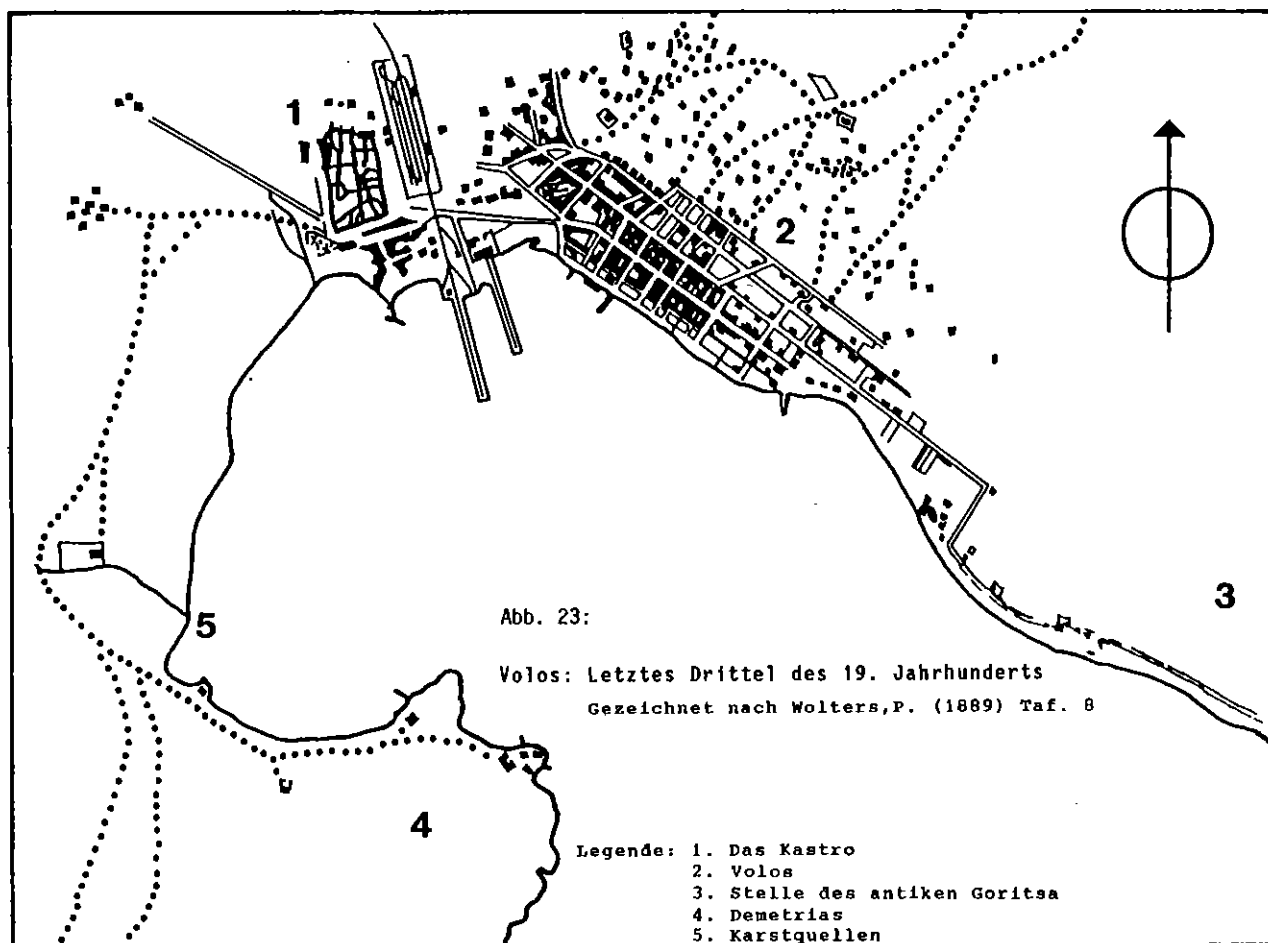 1
2
3
5
Abb. 23:
Volos: Letztes Drittel des 19. Jahrhunderts
Gezeichnet nach Wolters,P. (1889) Taf. 8
4
Legende: 1. Das Kastro
2. Volos
3. Stelle des antiken Goritsa
4. Demetrias
5. Karstquellen